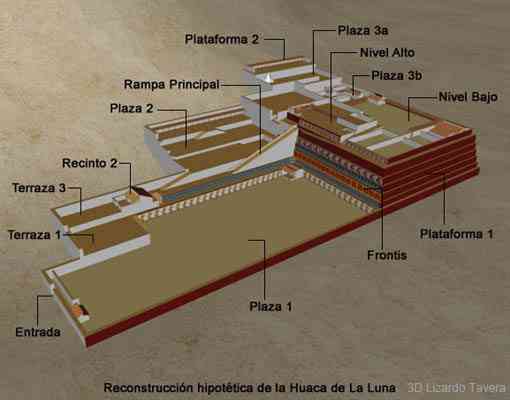 Plaza 3a
Plataforma 2
Nivel Alto
Plaza 3b
Rampa Principal
Nivel Bajo
Plaza 2
Recinto 2
Terraza 3
Terraza 1
Plataforma 1
Frontis
Plaza 1
Entrada
Reconstrucción hipotética de la Huaca de La Luna 3D Lizardo Tavera